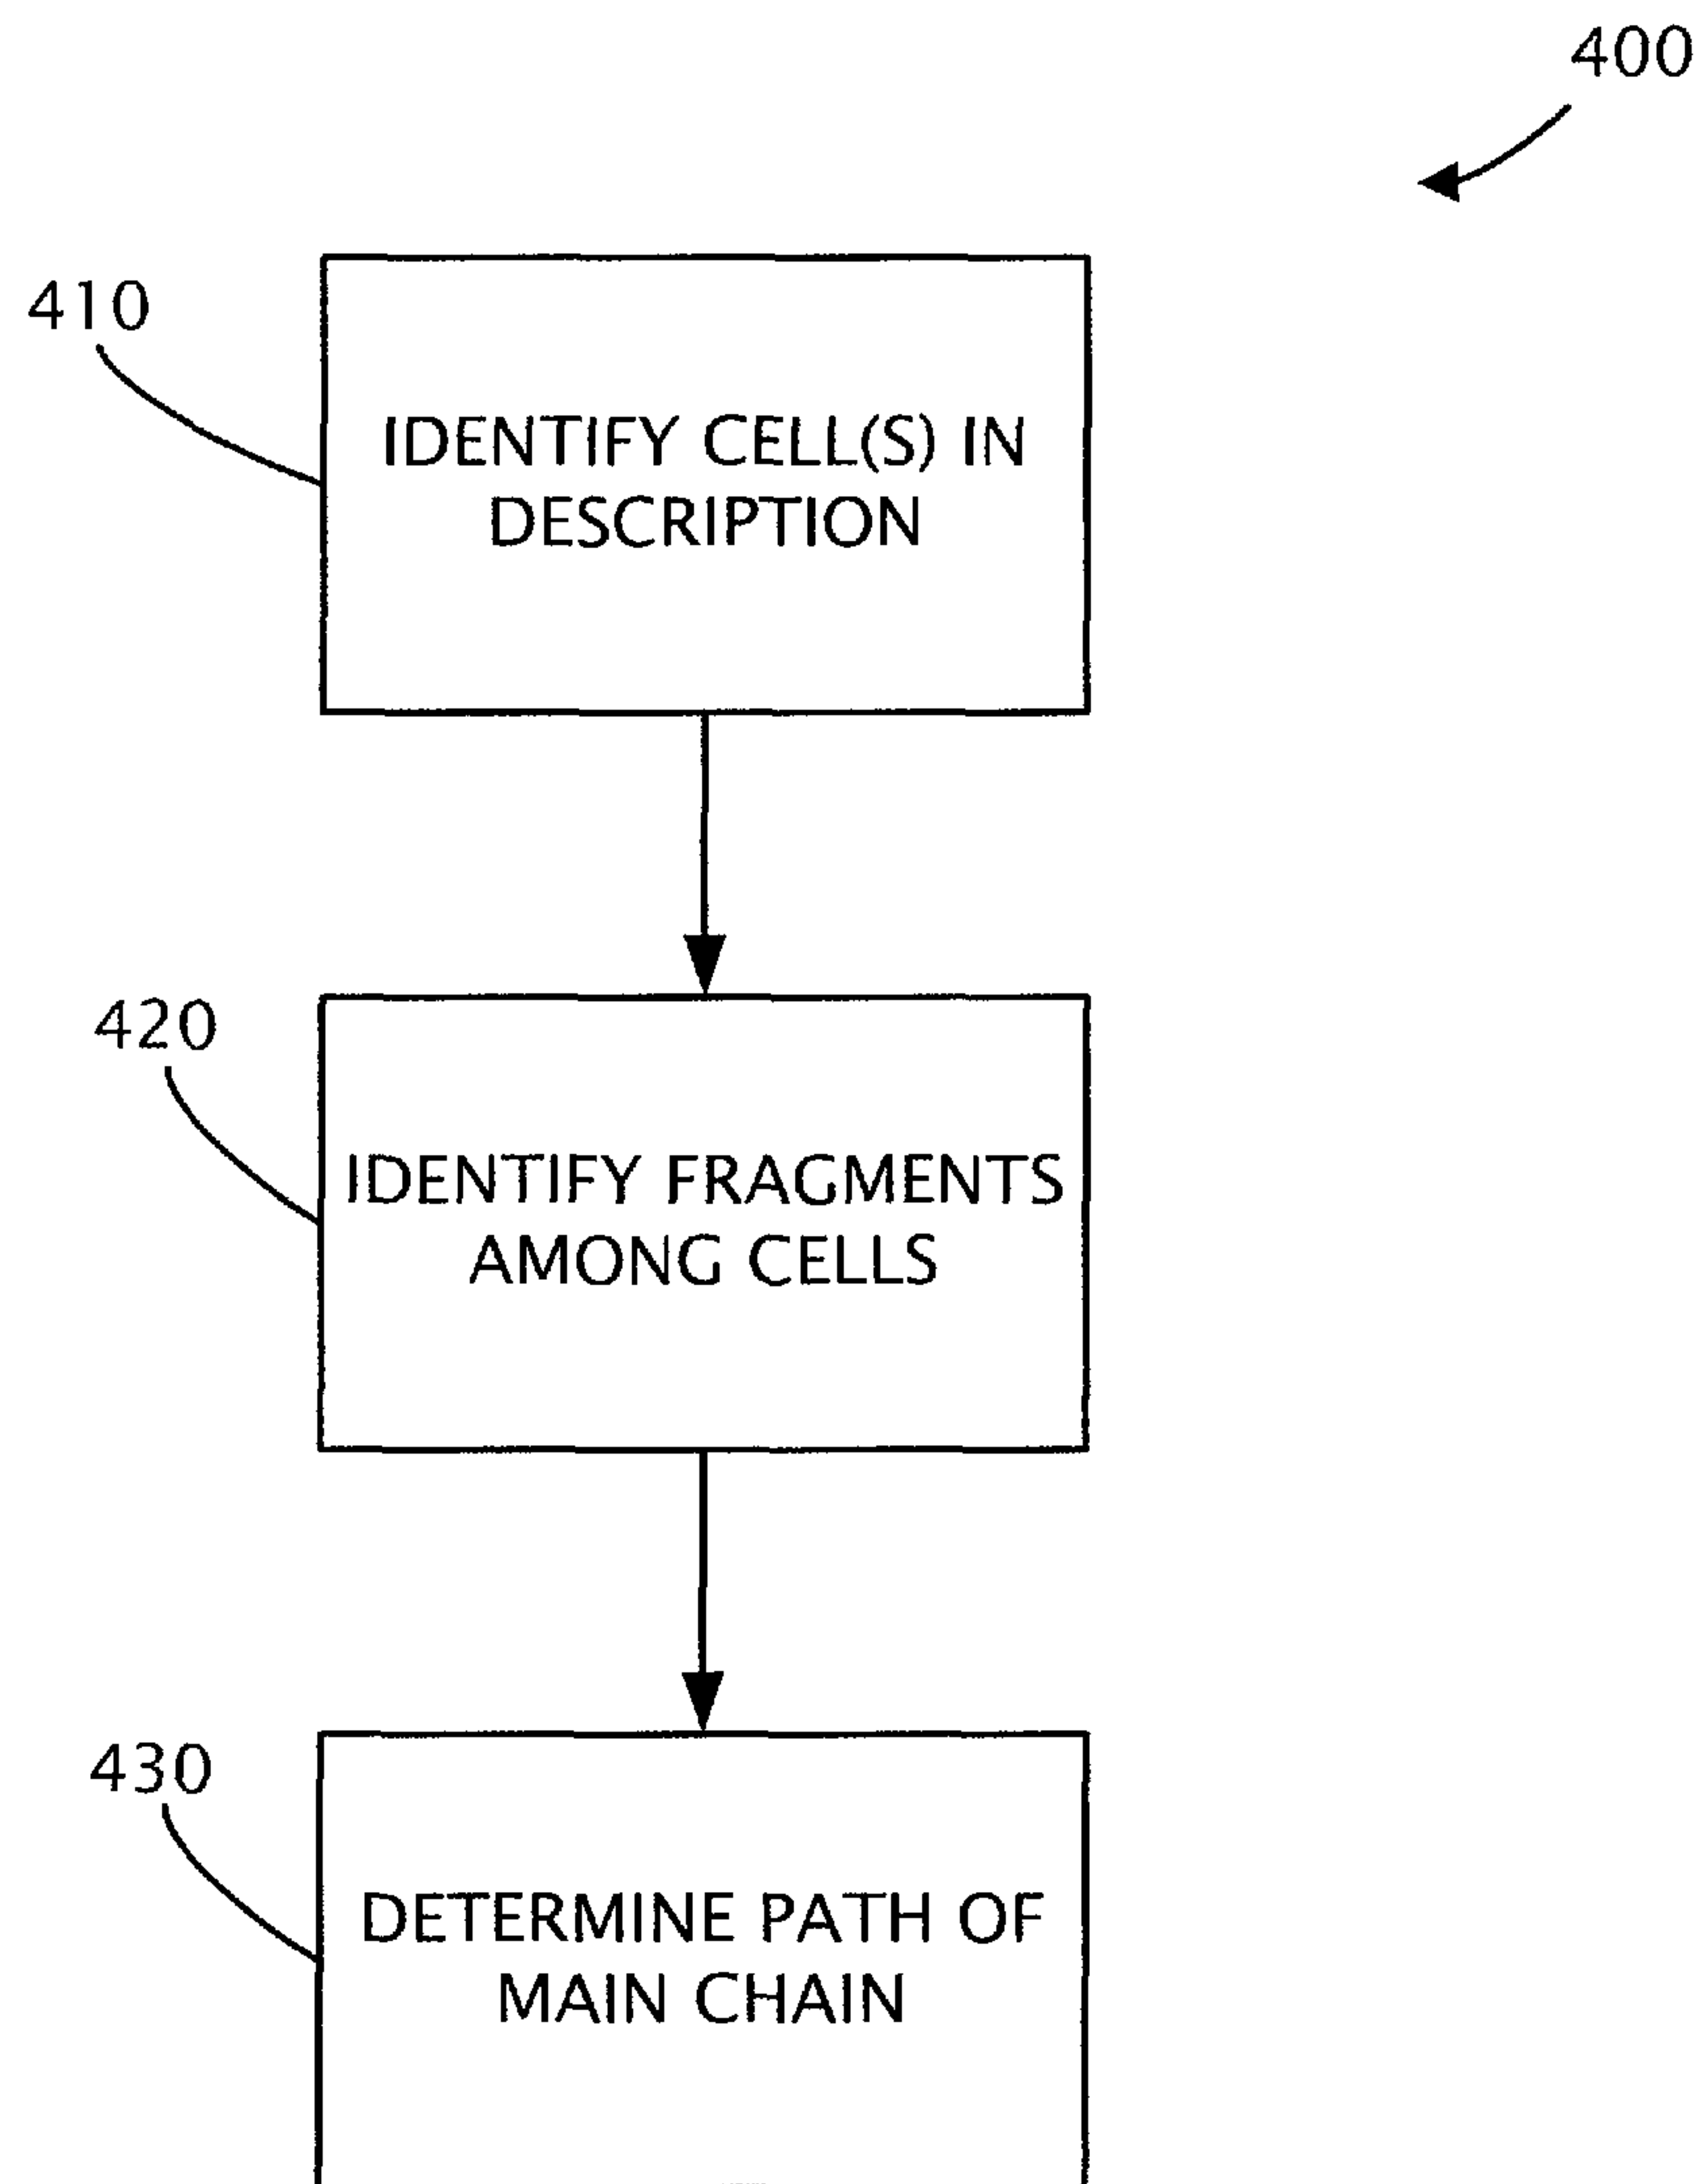 400
410
IDENTIFY CELL(S) IN
DESCRIPTION
420
IDENTIFY FRAGMENTS
AMONG CELLS
430
DETERMINE PATH OF
MAIN CHAIN